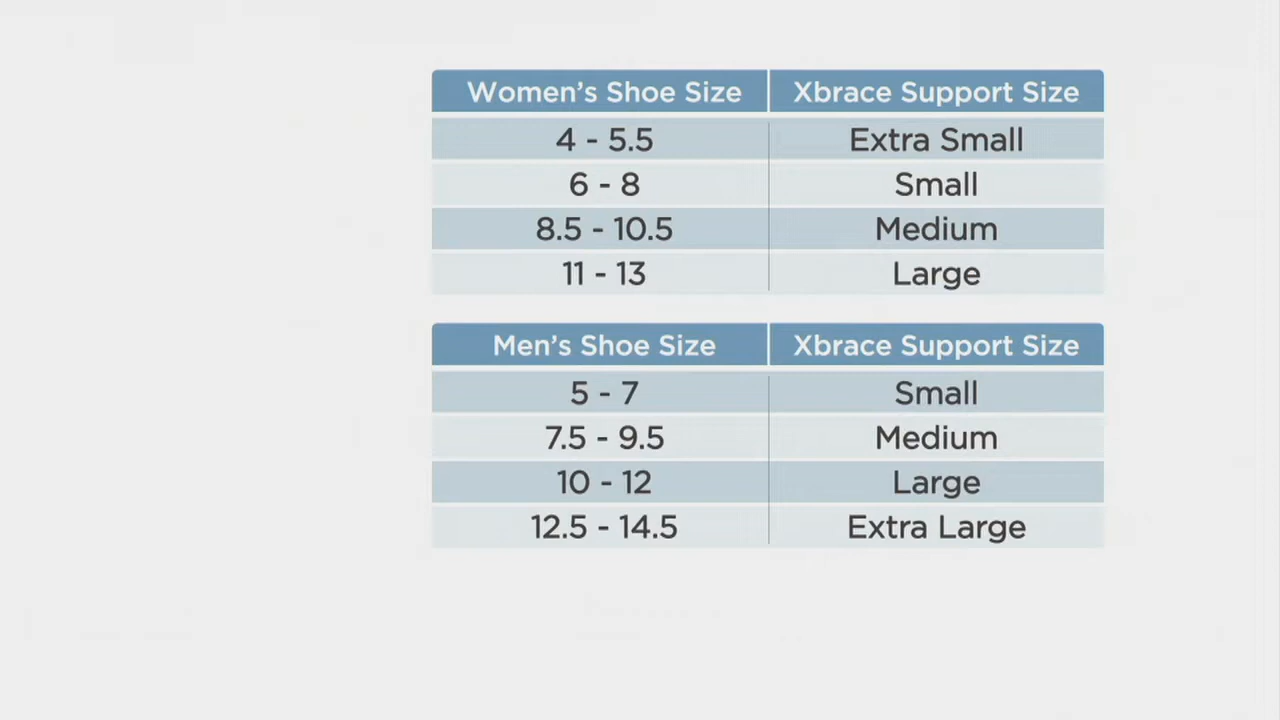 Women's Shoe Size Xbrace Support Size
4 - 5.5 Extra Small
6 - 8 Small
8.5 - 10.5 Medium
11 - 13 Large
Men's Shoe Size Xbrace Support Size
5 - 7 Small
7.5 - 9.5 Medium
10 - 12 Large
12.5 - 14.5 Extra Large